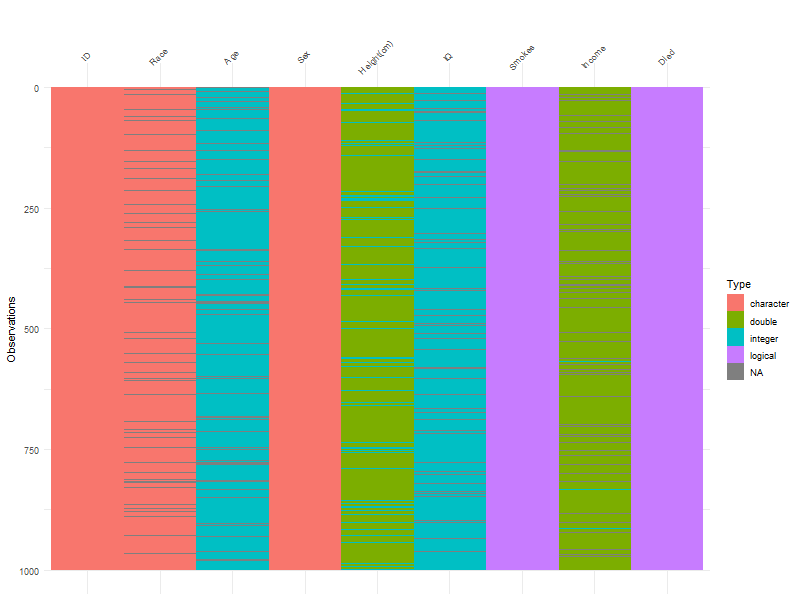 ID Race Age Sex Height(cm) IQ Smokes Income Died
0
250
500
750
1000
Observations
Type
character
double
integer
logical
NA